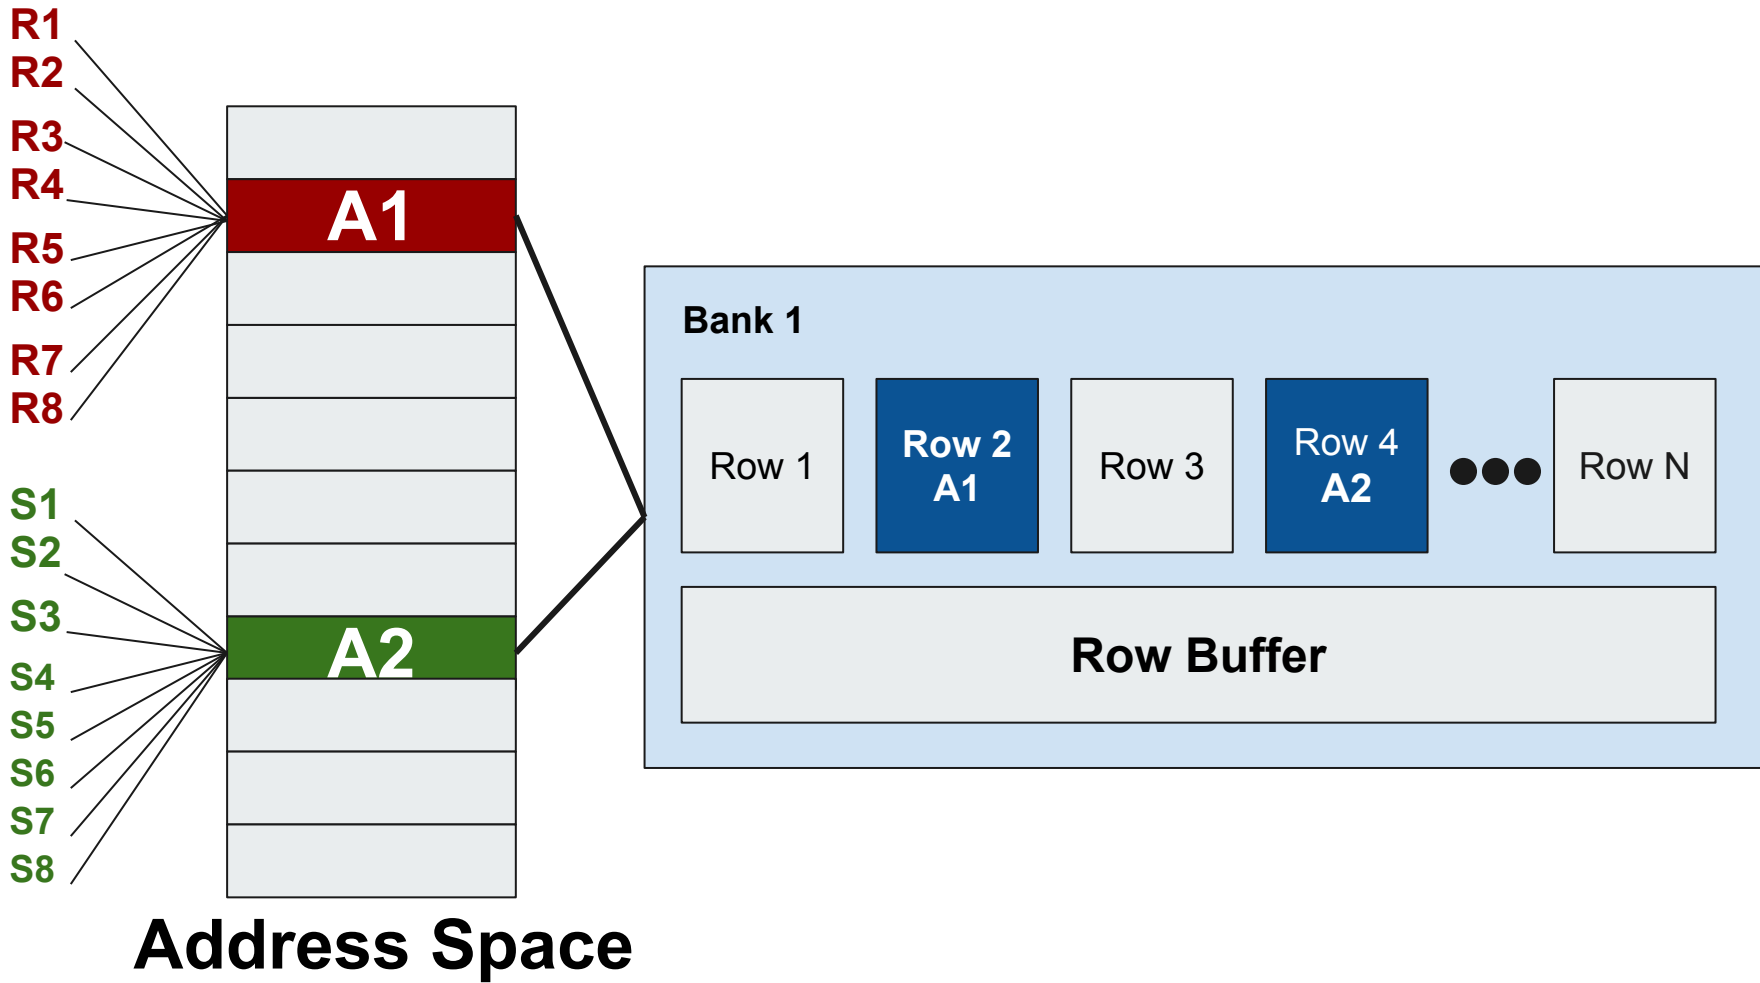 R1
R2
R3
R4
R5
R6
R7
R8
S1
S2
S3
S4
S5
S6
S7
S8
A1
A2
Address Space
Bank 1
Row 1
Row 2
A1
Row 3
Row 4
A2
Row N
Row Buffer